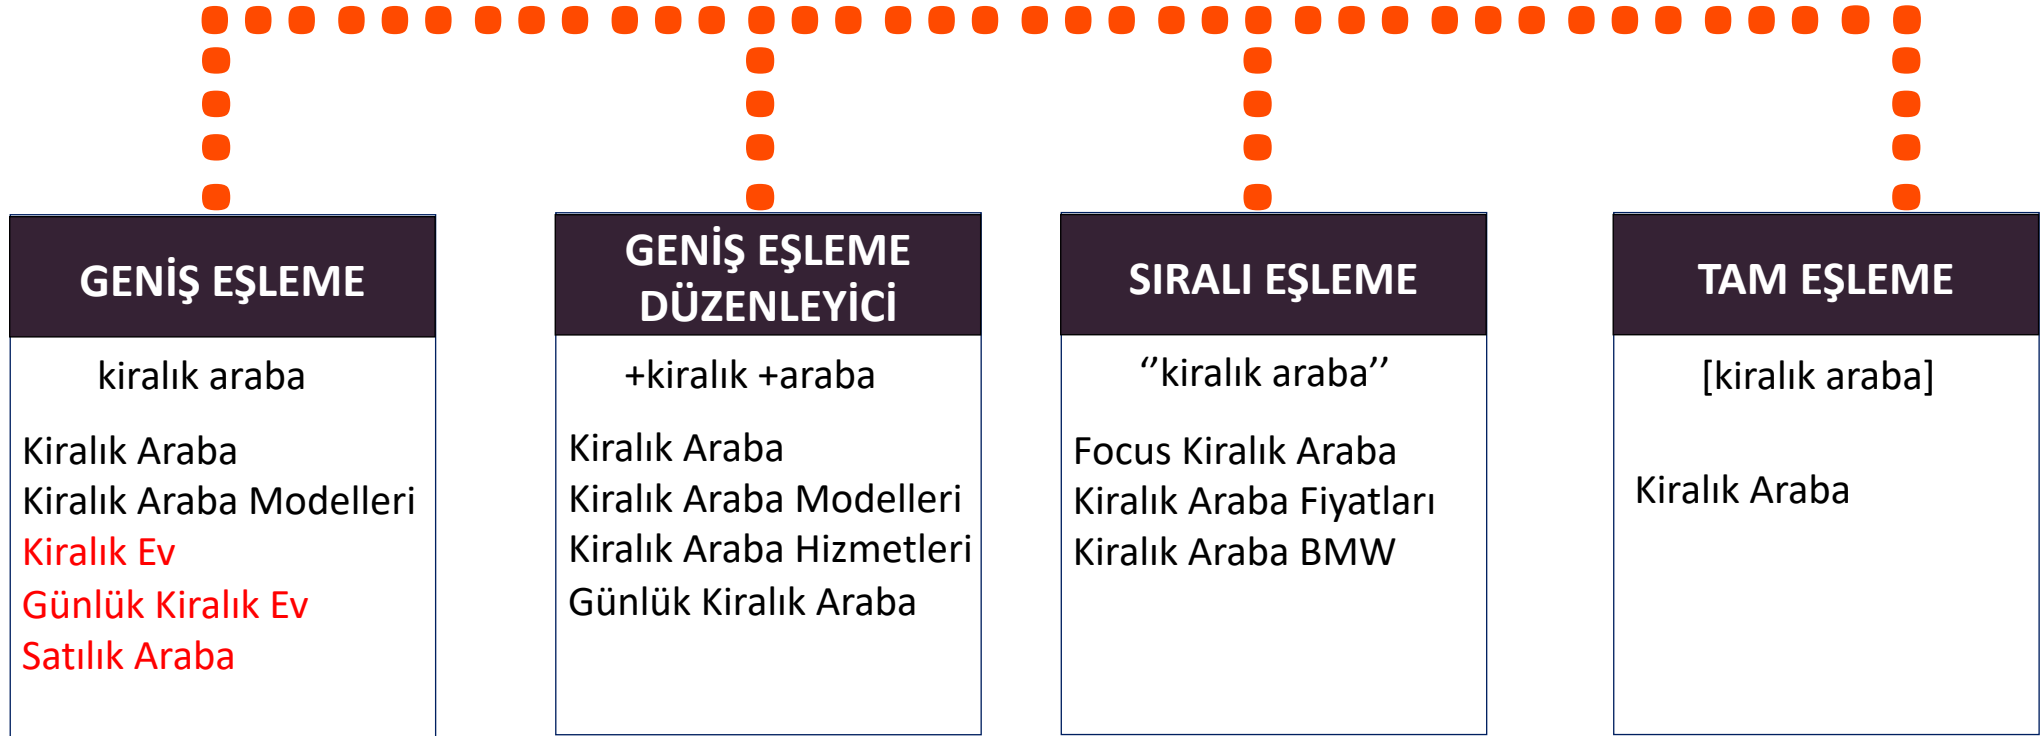 GENİŞ EŞLEME
kiralık araba
Kiralık Araba
Kiralık Araba Modelleri
Kiralık Ev
Günlük Kiralık Ev
Satılık Araba
GENİŞ EŞLEME
DÜZENLEYİCİ
+kiralık +araba
Kiralık Araba
Kiralık Araba Modelleri
Kiralık Araba Hizmetleri
Günlük Kiralık Araba
SIRALI EŞLEME
‘’kiralık araba’’
Focus Kiralık Araba
Kiralık Araba Fiyatları
Kiralık Araba BMW
TAM EŞLEME
[kiralık araba]
Kiralık Araba